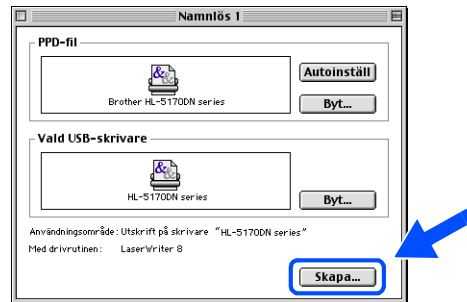 Namnlös 1
PPD-fil
Autoinställ
Brother HL-5170DN series
Byt...
Vald USB-skrivare
HL-5170DN series
Byt...
Användningsområde: Utskrift på skrivare "HL-5170DN series"
Med drivrutinen: LaserWriter 8
Skapa...